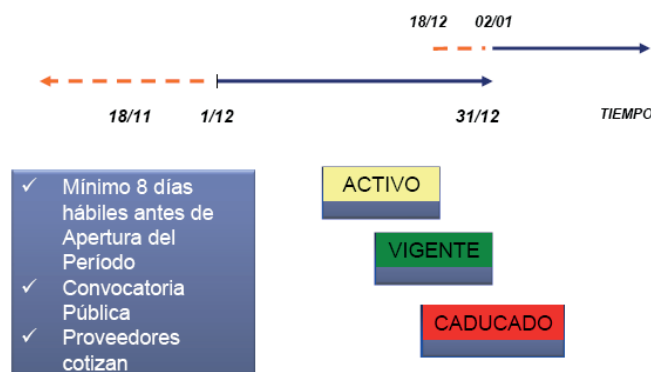 18/12 02/01
18/11 1/12 31/12 TIEMPO
✓ Mínimo 8 días
hábiles antes de
Apertura del
Período
✓ Convocatoria
Pública
✓ Proveedores
cotizan
ACTIVO
VIGENTE
CADUCADO